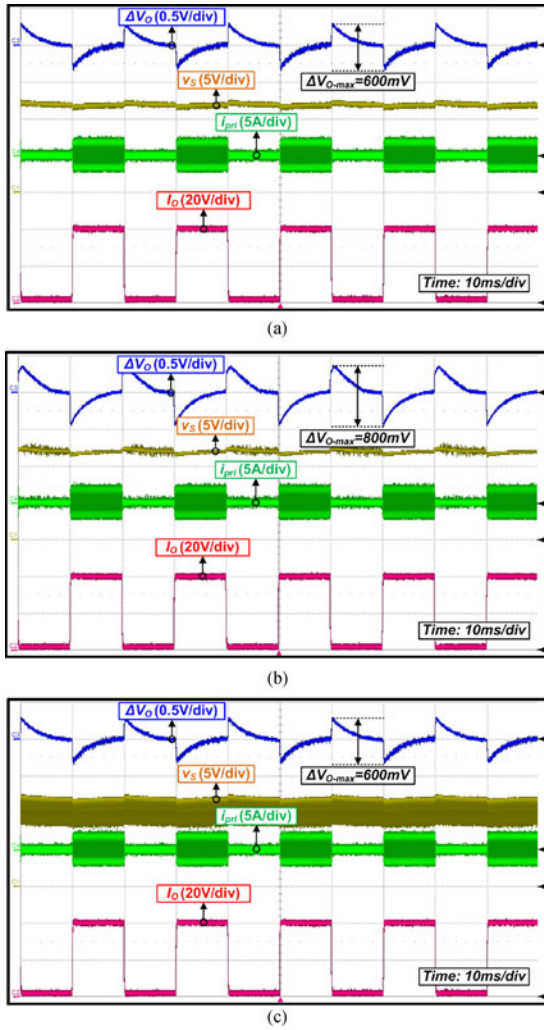 ΔVO (0.5V/div)
vS (5V/div)
ΔVO-max=600mV
ipri (5A/div)
IO (20V/div)
Time: 10ms/div
(a)
ΔVO (0.5V/div)
vS (5V/div)
ΔVO-max=800mV
ipri (5A/div)
IO (20V/div)
Time: 10ms/div
(b)
ΔVO (0.5V/div)
vS (5V/div)
ΔVO-max=600mV
ipri (5A/div)
IO (20V/div)
Time: 10ms/div
(c)